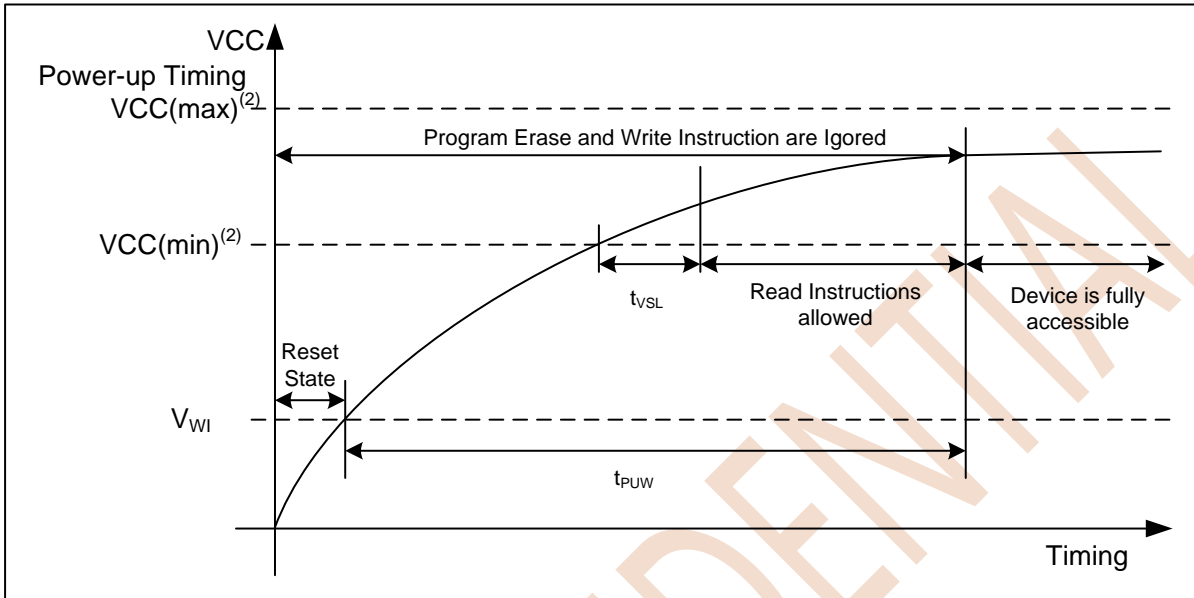 VCC
Power-up Timing
VCC(max)(2)
Program Erase and Write Instruction are Igored
VCC(min)(2)
tVSL
Read Instructions
allowed
Device is fully
accessible
Reset
State
VWI
tPUW
Timing